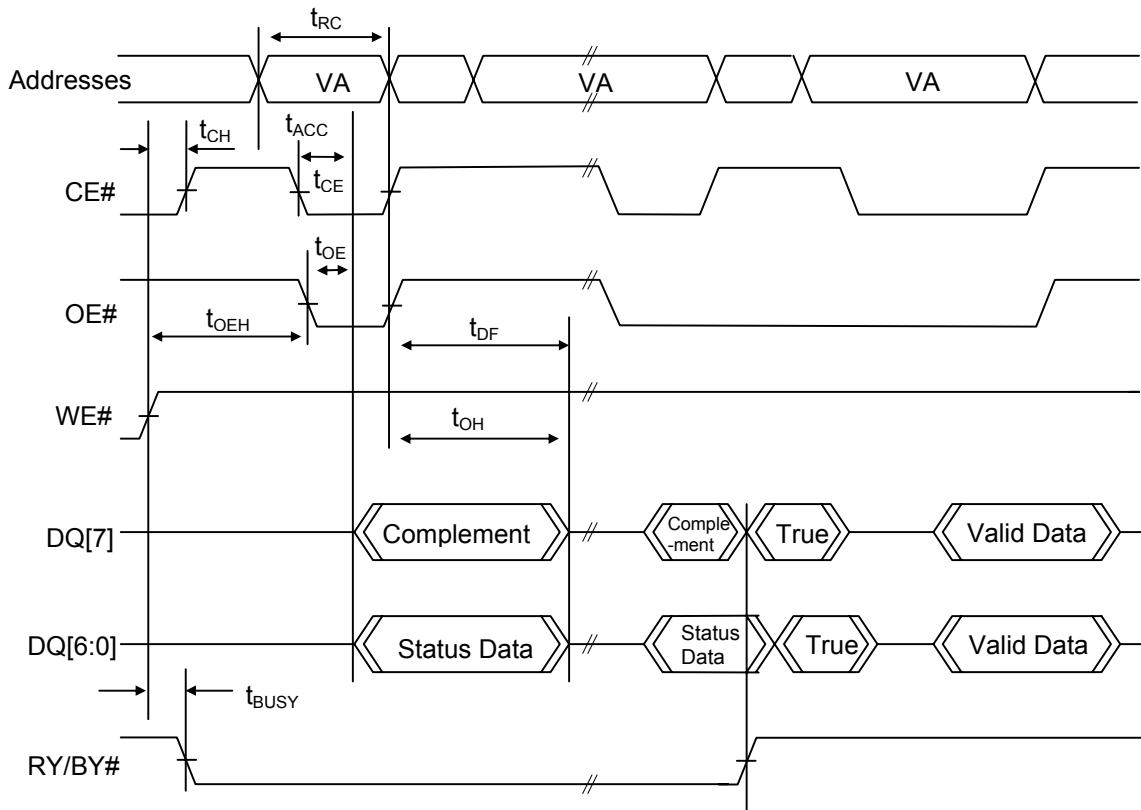 tRC
Addresses VA VA VA
tCH tACC
CE# tCE
tOE
OE#
tOEH tDF
WE# tOH
DQ[7] Complement Comple
-ment True Valid Data
DQ[6:0] Status Data Status
Data True Valid Data
tBUSY
RY/BY#